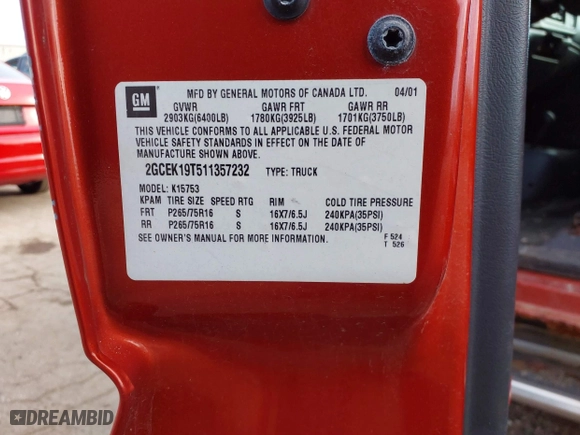 GM
MFD BY GENERAL MOTORS OF CANADA LTD. 04/01
GVWR GAWR FRT GAWR RR
2903KG(6400LB) 1780KG(3925LB) 1701KG(3750LB)
THIS VEHICLE CONFORMS TO ALL APPLICABLE U.S. FEDERAL MOTOR
VEHICLE SAFETY STANDARDS IN EFFECT ON THE DATE OF
MANUFACTURE SHOWN ABOVE.
2GCEK19T511357232 TYPE: TRUCK
MODEL: K15753
KPAM TIRE SIZE SPEED RTG RIM COLD TIRE PRESSURE
FRT P265/75R16 S 16X7/6.5J 240KPA(35PSI)
RR P265/75R16 S 16X7/6.5J 240KPA(35PSI)
SEE OWNER'S MANUAL FOR MORE INFORMATION.
F 524
T 526
DREAMBID